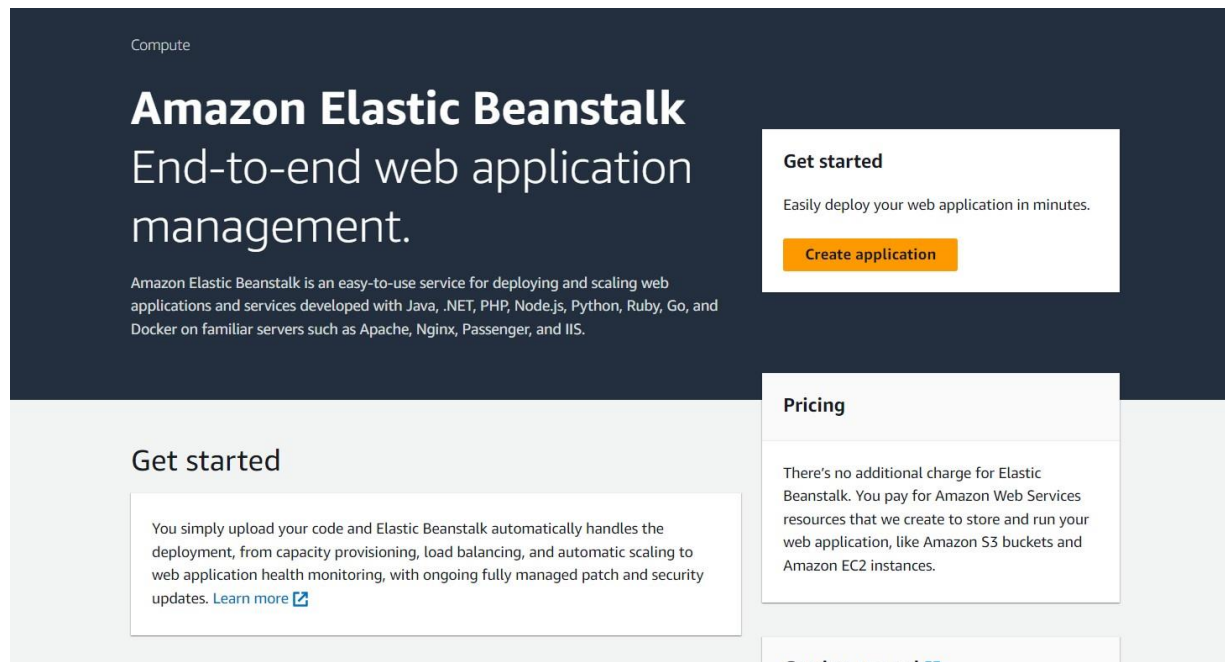 Compute
Amazon Elastic Beanstalk
End-to-end web application
management.
Amazon Elastic Beanstalk is an easy-to-use service for deploying and scaling web
applications and services developed with Java, .NET, PHP, Node.js, Python, Ruby, Go, and
Docker on familiar servers such as Apache, Nginx, Passenger, and IIS.
Get started
Easily deploy your web application in minutes.
Create application
Get started
You simply upload your code and Elastic Beanstalk automatically handles the
deployment, from capacity provisioning, load balancing, and automatic scaling to
web application health monitoring, with ongoing fully managed patch and security
updates. Learn more
Pricing
There's no additional charge for Elastic
Beanstalk. You pay for Amazon Web Services
resources that we create to store and run your
web application, like Amazon S3 buckets and
Amazon EC2 instances.